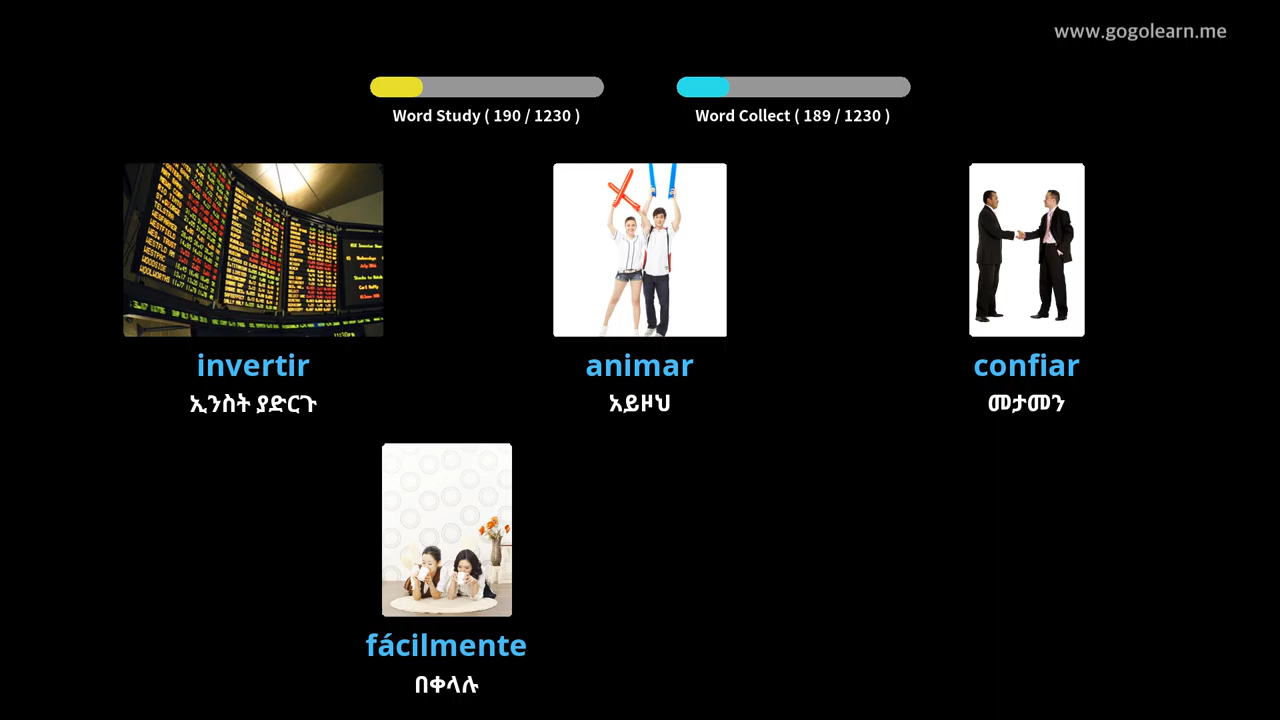 www.gogolearn.me
Word Study ( 190 / 1230 )
Word Collect ( 189 / 1230 )
invertir
ኢንስት ያድርጉ
animar
አይዞህ
confiar
መታመን
fácilmente
በቀላሉ